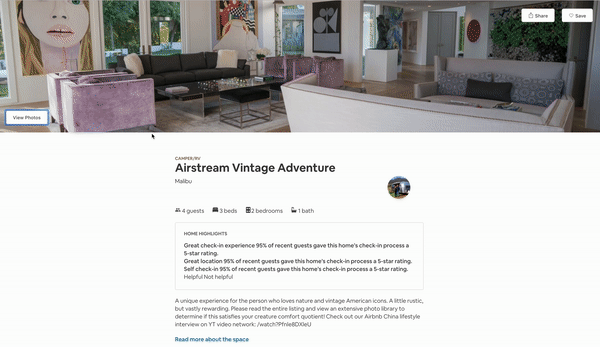 Share
Save
View Photos
CAMPER/RV
Airstream Vintage Adventure
Malibu
4 guests 3 beds 2 bedrooms 1 bath
HOME HIGHLIGHTS
Great check-in experience 95% of recent guests gave this home's check-in process a
5-star rating.
Great location 95% of recent guests gave this home's check-in process a 5-star rating.
Self check-in 95% of recent guests gave this home's check-in process a 5-star rating.
Helpful Not helpful
A unique experience for the person who loves nature and vintage American icons. A little rustic,
but vastly rewarding. Please read the entire listing and view an extensive photo library to
determine if this satisfies your creature comfort quotient! Check out our Airbnb China lifestyle
interview on YT video network: /watch?Pfnle8DXleU
Read more about the space